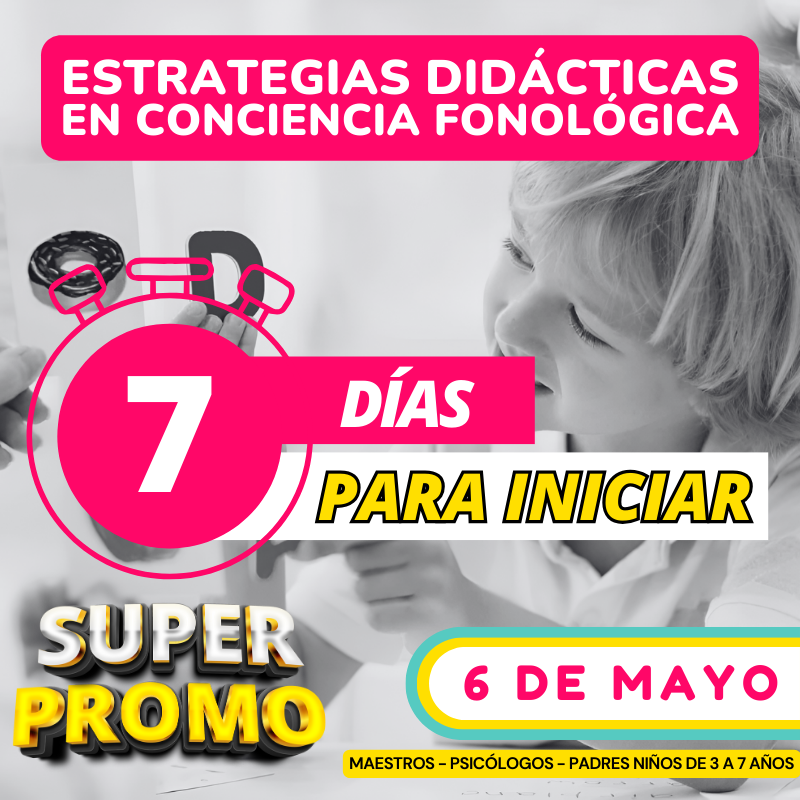 ESTRATEGIAS DIDÁCTICAS
EN CONCIENCIA FONOLÓGICA
D
7
DÍAS
PARA INICIAR
SUPER
PROMO
6 DE MAYO
MAESTROS - PSICÓLOGOS - PADRES NIÑOS DE 3 A 7 AÑOS